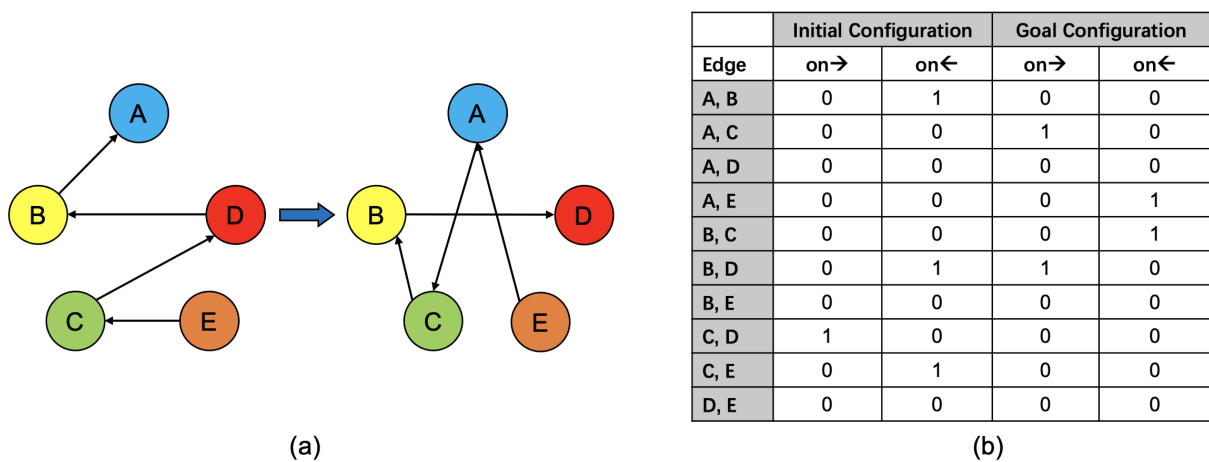 A
B
D
C
E
A
B
D
C
E
(a)
Initial Configuration Goal Configuration
Edge on→ on← on→ on←
A, B 0 1 0 0
A, C 0 0 1 0
A, D 0 0 0 0
A, E 0 0 0 1
B, C 0 0 0 1
B, D 0 1 1 0
B, E 0 0 0 0
C, D 1 0 0 0
C, E 0 1 0 0
D, E 0 0 0 0
(b)